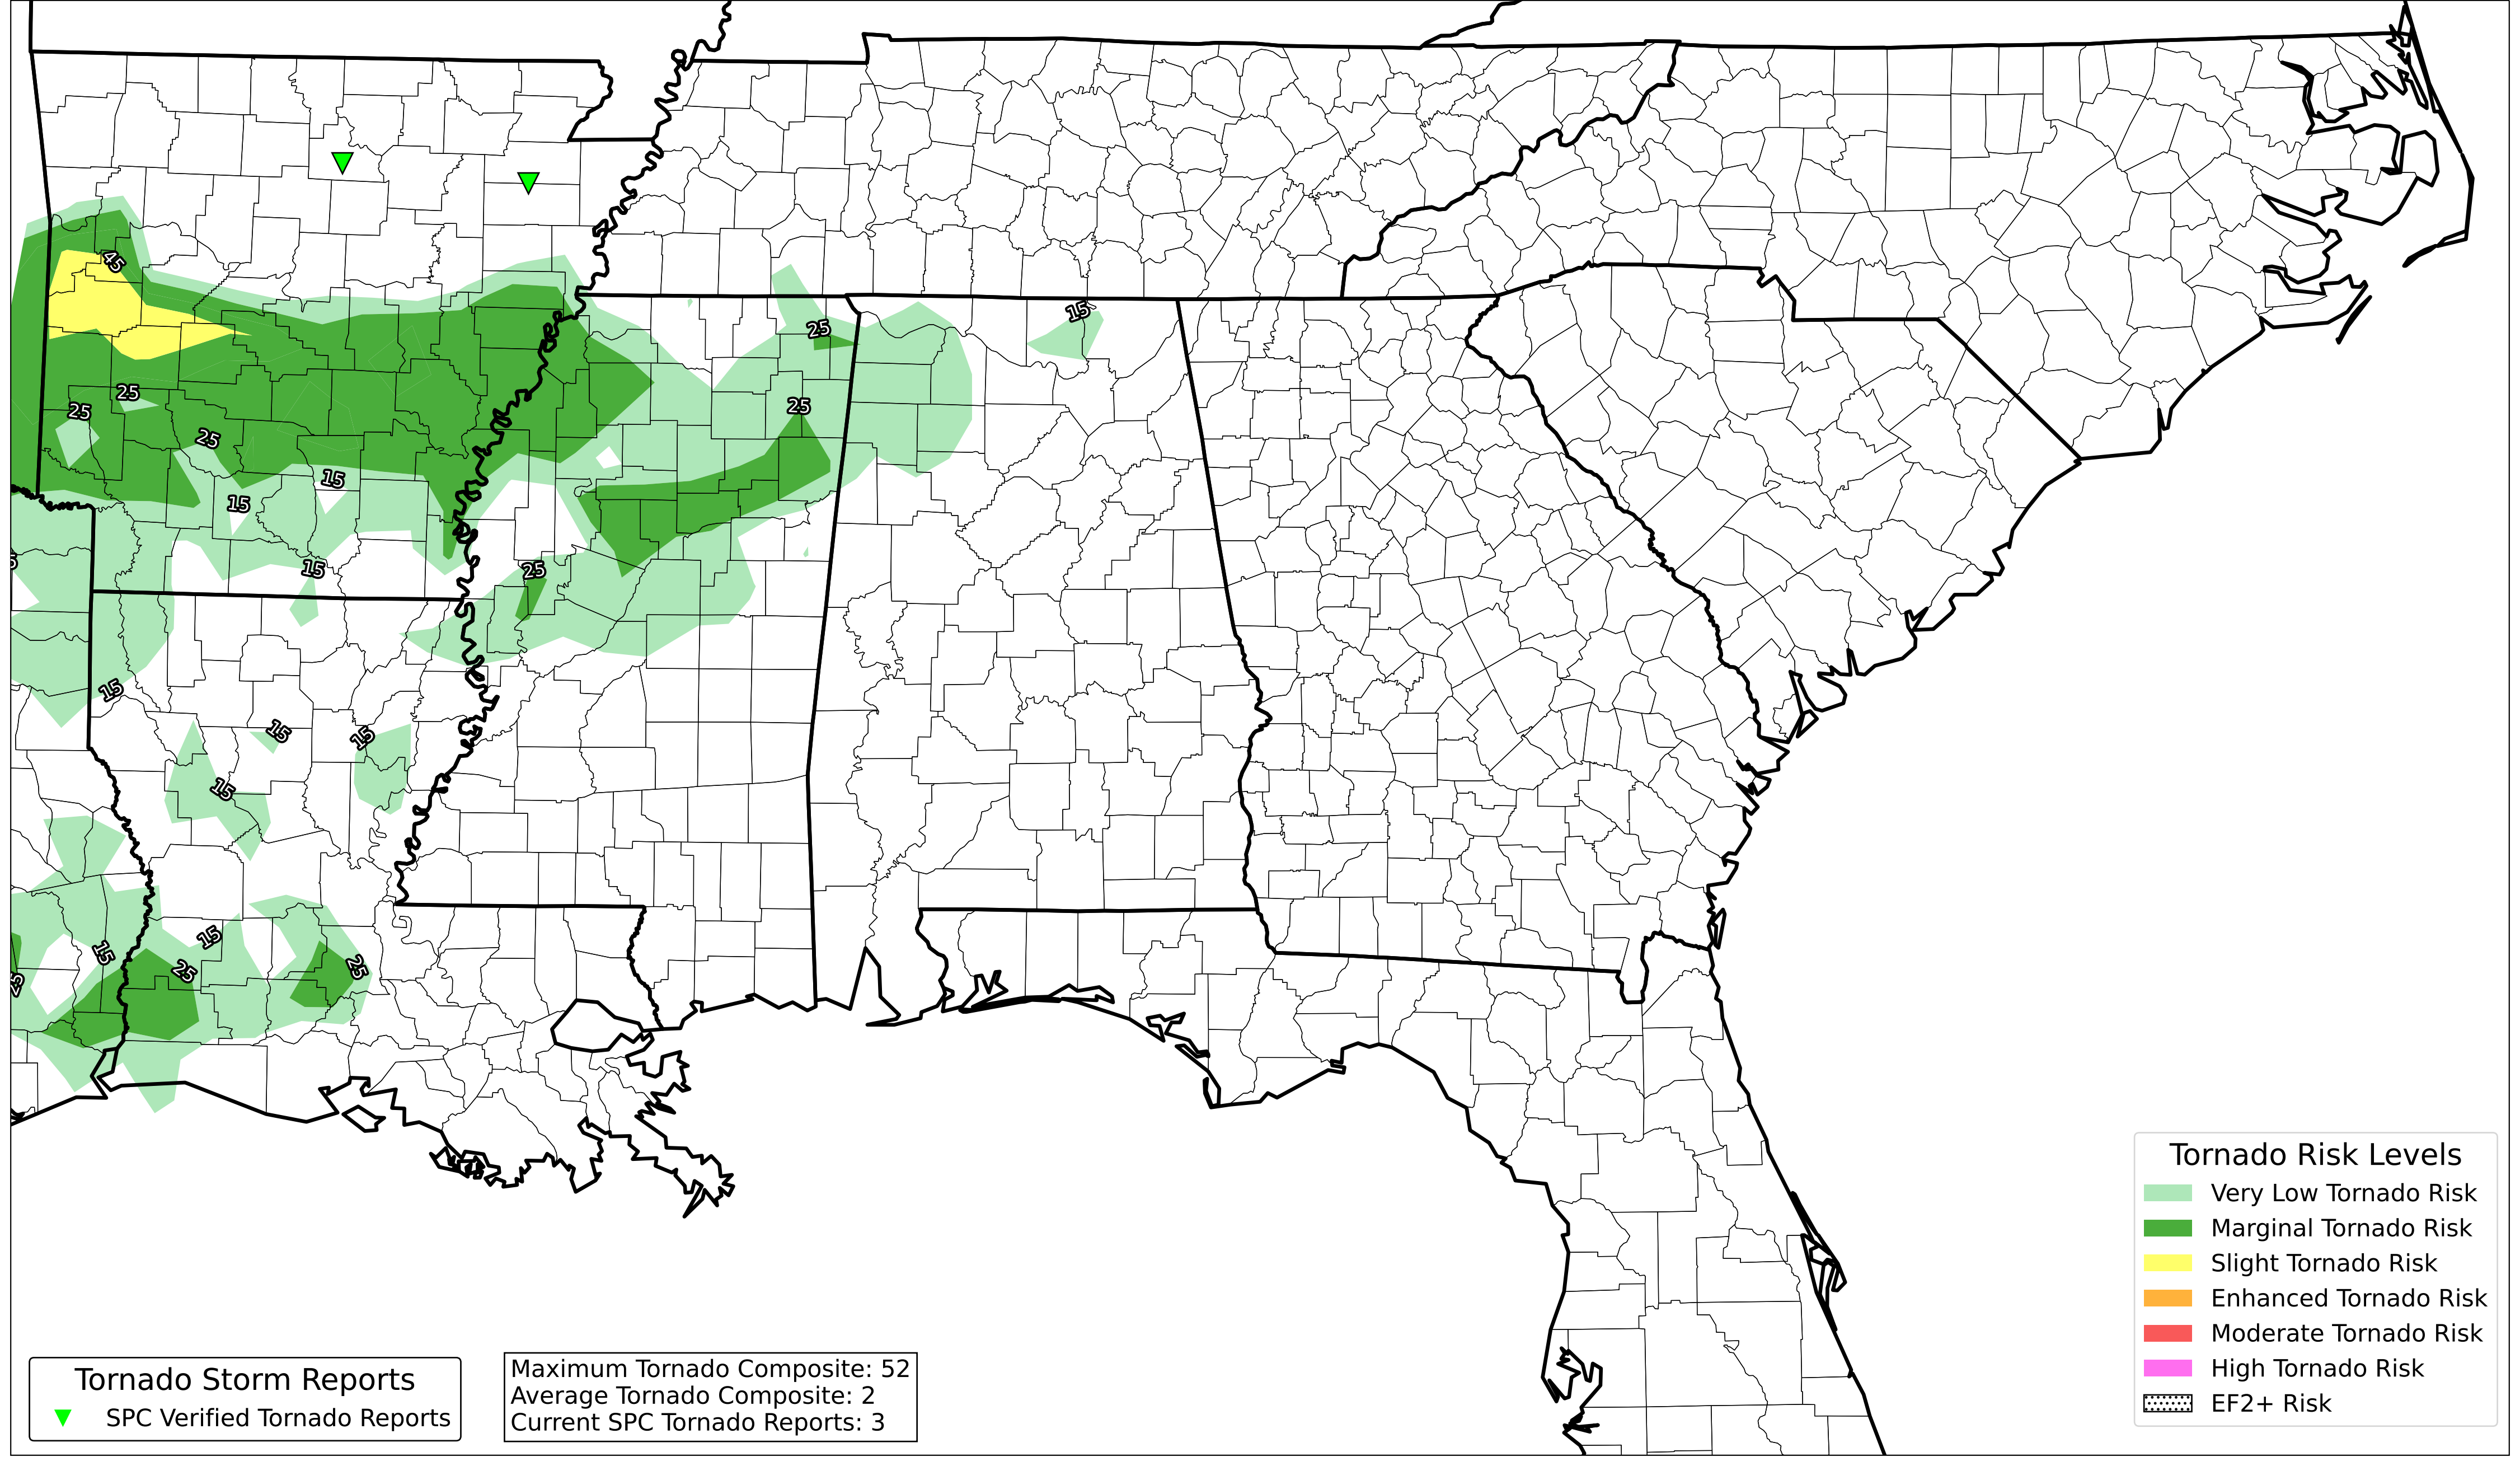 15
45
25
25
25
25
25
15
15
15
25
15
15
15
15
15
15
25
25
Tornado Risk Levels
Very Low Tornado Risk
Marginal Tornado Risk
Slight Tornado Risk
Enhanced Tornado Risk
Moderate Tornado Risk
High Tornado Risk
EF2+ Risk
Tornado Storm Reports
SPC Verified Tornado Reports
Maximum Tornado Composite: 52
Average Tornado Composite: 2
Current SPC Tornado Reports: 3